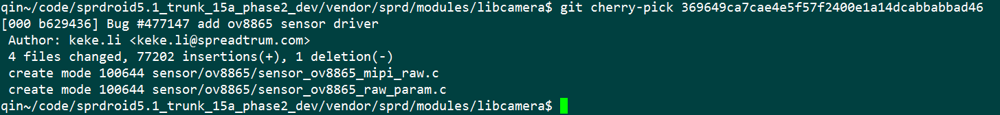 qin~/code/sprdroid5.1_trunk_15a_phase2_dev/vendor/sprd/modules/libcamera$ git cherry-pick 369649ca7cae4e5f57f2400e1a14dcabbabbad46
[000 b629436] Bug #477147 add ov8865 sensor driver
Author: keke.li <keke.li@spreadtrum.com>
4 files changed, 77202 insertions(+), 1 deletion(-)
create mode 100644 sensor/ov8865/sensor_ov8865_mipi_raw.c
create mode 100644 sensor/ov8865/sensor_ov8865_raw_param.c
qin~/code/sprdroid5.1_trunk_15a_phase2_dev/vendor/sprd/modules/libcamera$